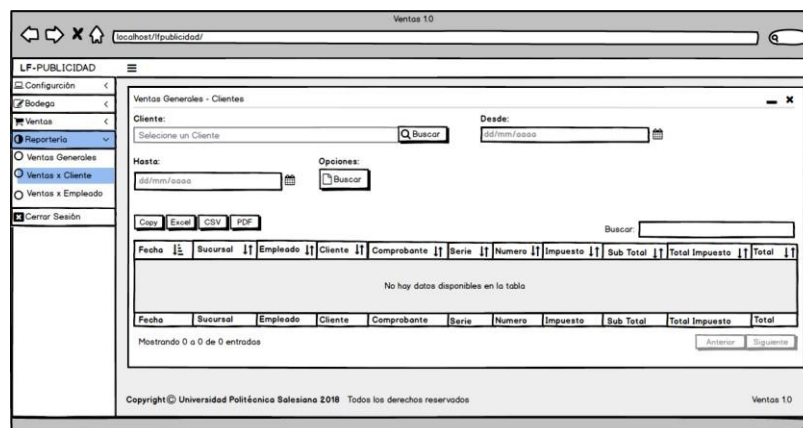 Ventas 1.0
localhost/lfpublicidad/
LF-PUBLICIDAD
Configurción
Bodega
Ventas
Reportería
Ventas Generales
Ventas x Cliente
Ventas x Empleado
Cerrar Sesión
Ventas Generales - Clientes
Cliente: Desde:
Selecione un Cliente Buscar dd/mm/aaaa
Hasta: Opciones:
dd/mm/aaaa Buscar
Copy Excel CSV PDF Buscar:
Fecha Sucursal Empleado Cliente Comprobante Serie Numero Impuesto Sub Total Total Impuesto Total
No hay datos disponibles en la tabla
Fecha Sucursal Empleado Cliente Comprobante Serie Numero Impuesto Sub Total Total Impuesto Total
Mostrando 0 a 0 de 0 entradas Anterior Siguiente
Copyright © Universidad Politécnica Salesiana 2018 Todos los derechos reservados Ventas 1.0